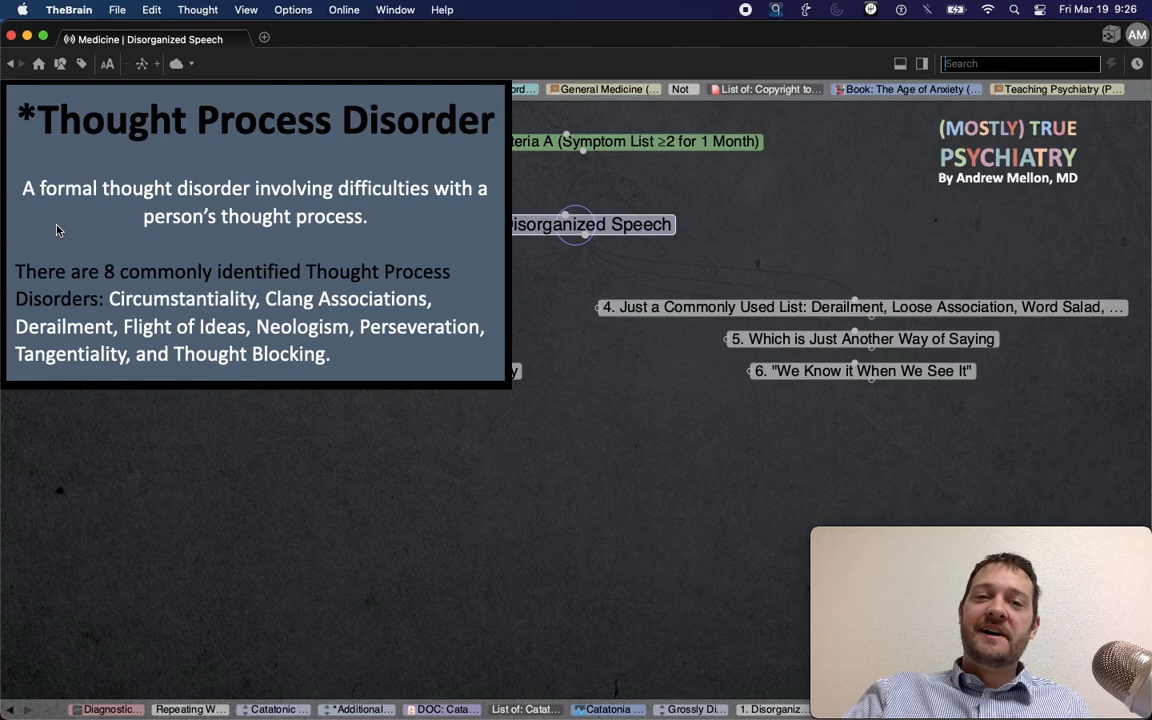 TheBrain File Edit Thought View Options Online Window Help Fri Mar 19 9:26
Medicine | Disorganized Speech
AM
AA
Search
ord... General Medicine (... Not List of: Copyright to... Book: The Age of Anxiety (... Teaching Psychiatry (P...
*Thought Process Disorder
A formal thought disorder involving difficulties with a
person's thought process.
There are 8 commonly identified Thought Process
Disorders: Circumstantiality, Clang Associations,
Derailment, Flight of Ideas, Neologism, Perseveration,
Tangentiality, and Thought Blocking.
teria A (Symptom List ≥2 for 1 Month)
isorganized Speech
(MOSTLY) TRUE
PSYCHIATRY
By Andrew Mellon, MD
4. Just a Commonly Used List: Derailment, Loose Association, Word Salad, ...
5. Which is Just Another Way of Saying
6. "We Know it When We See It"
y
Diagnostic... Repeating W... Catatonic ... *Additional... DOC: Cata... List of: Catat... Catatonia ... Grossly Di... 1. Disorganiz...